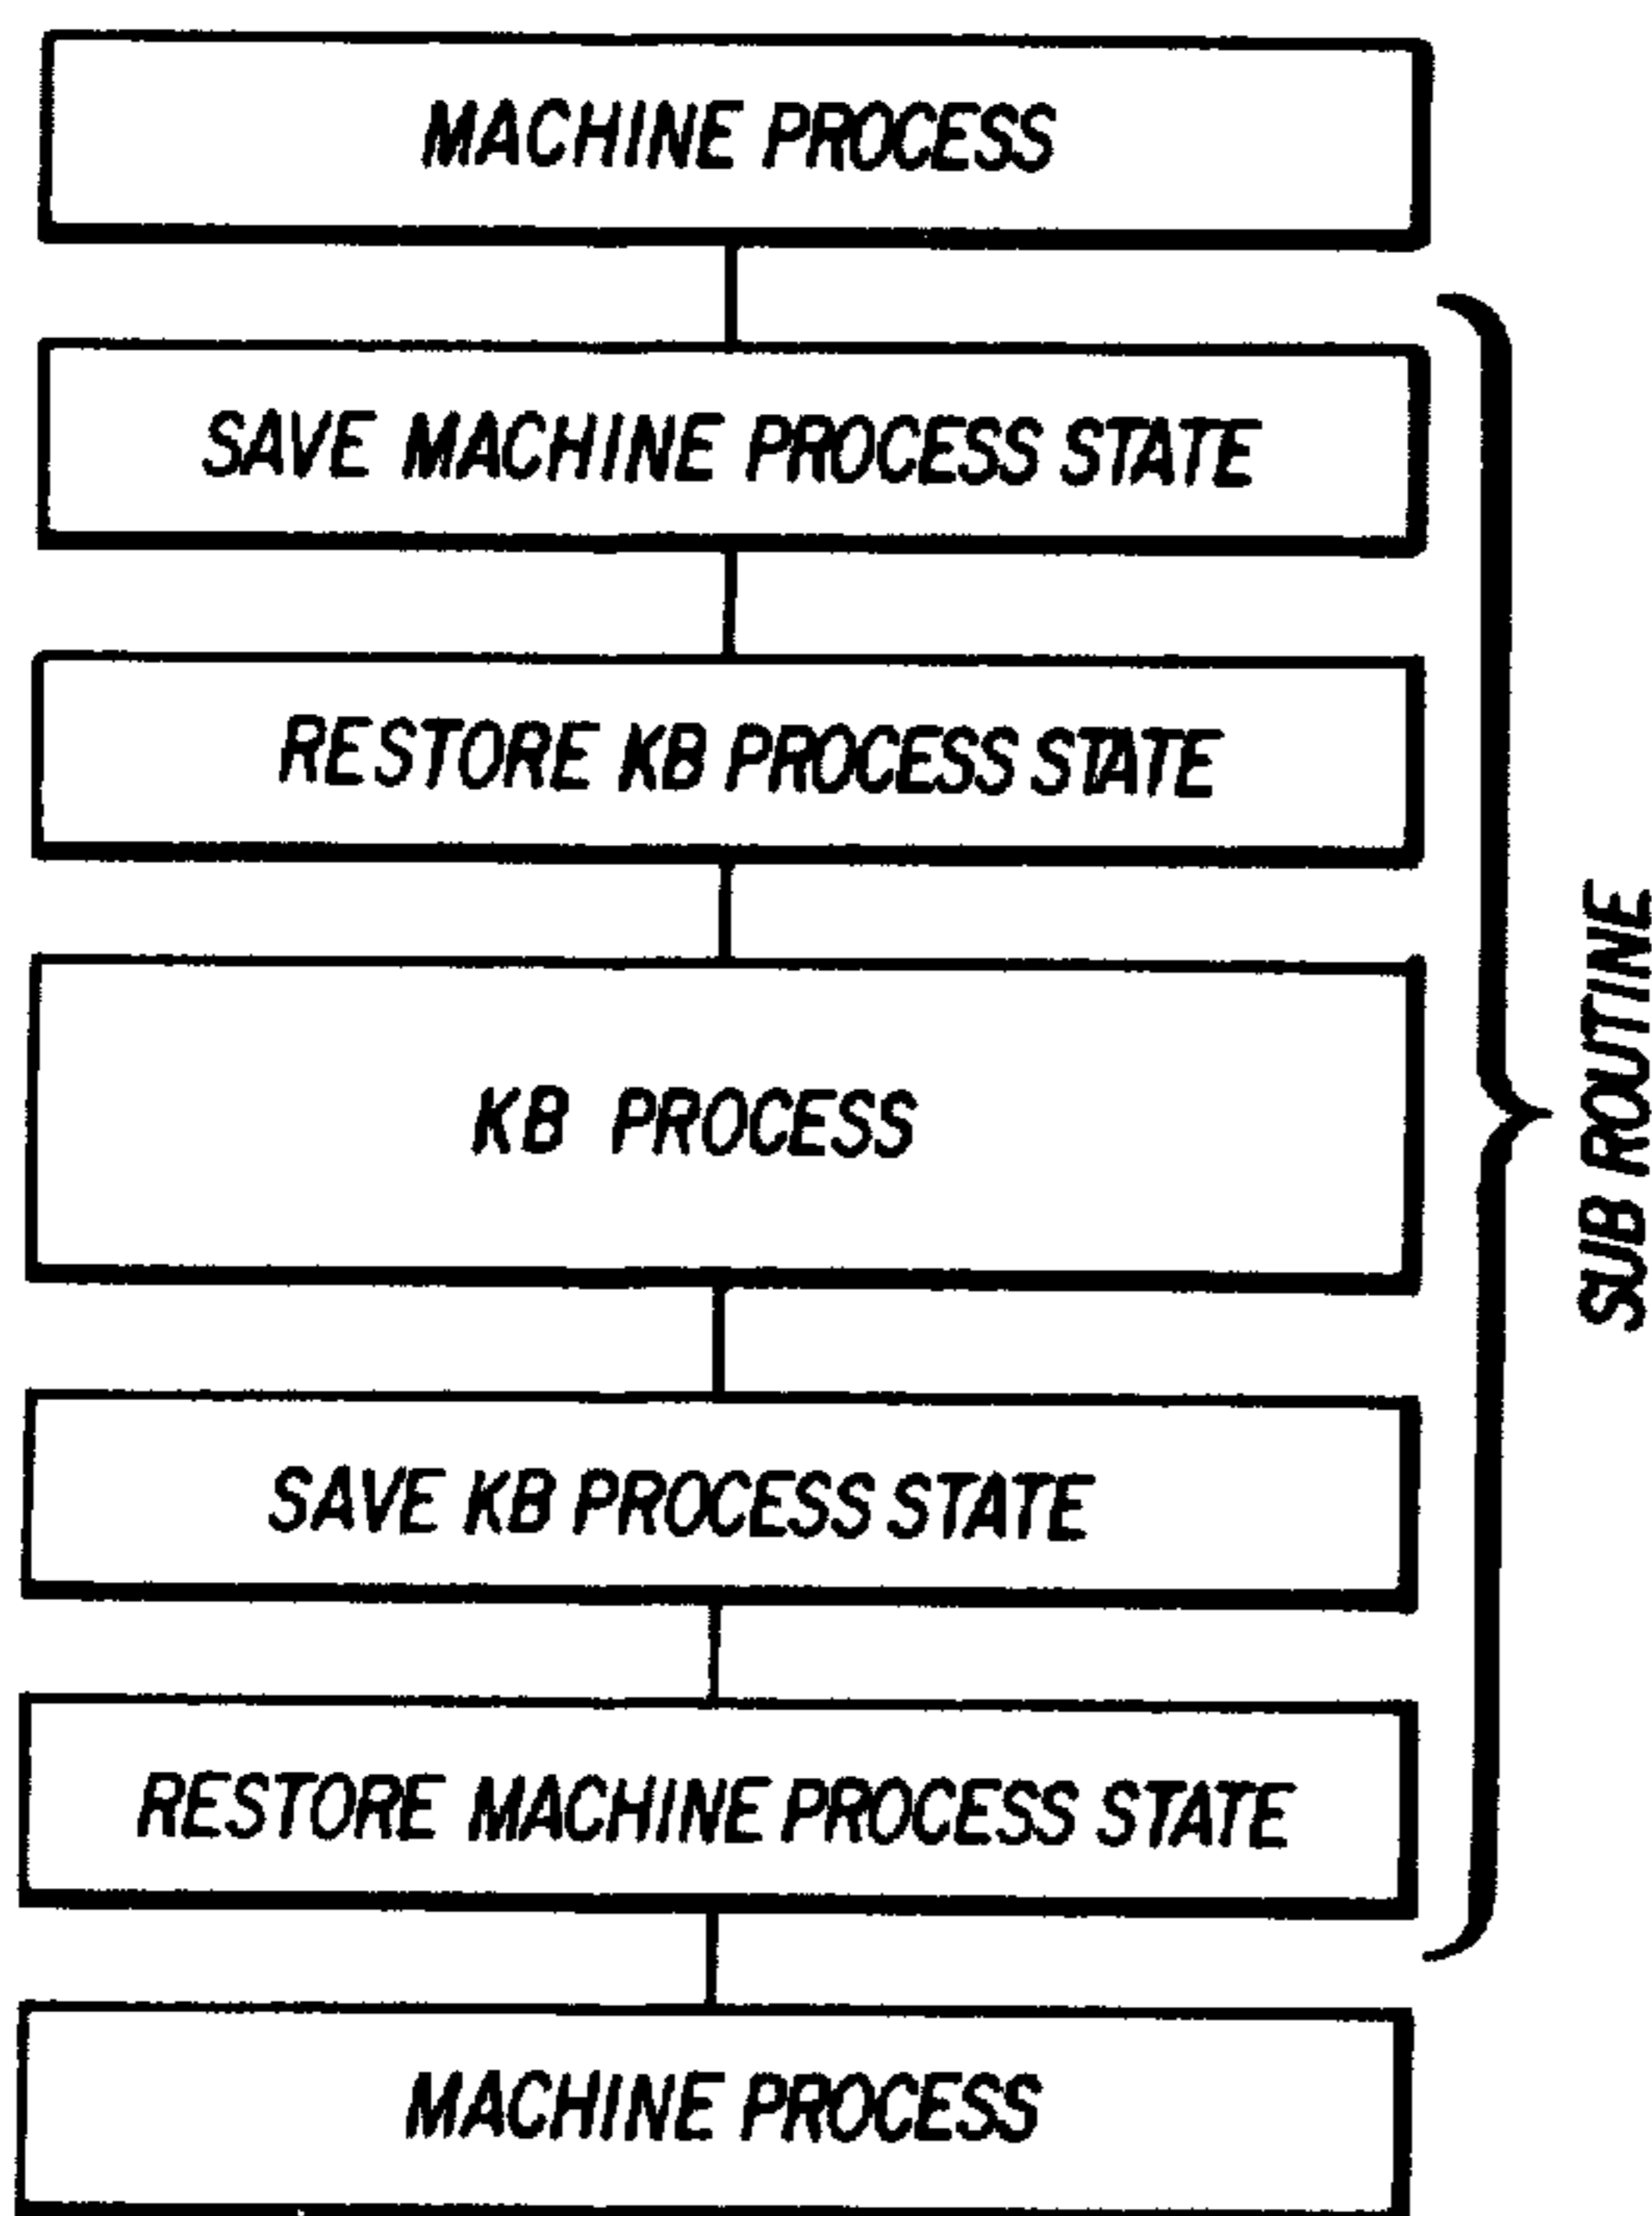 MACHINE PROCESS
SAVE MACHINE PROCESS STATE
RESTORE KB PROCESS STATE
KB PROCESS
SAVE KB PROCESS STATE
RESTORE MACHINE PROCESS STATE
MACHINE PROCESS
SUB ROUTINE